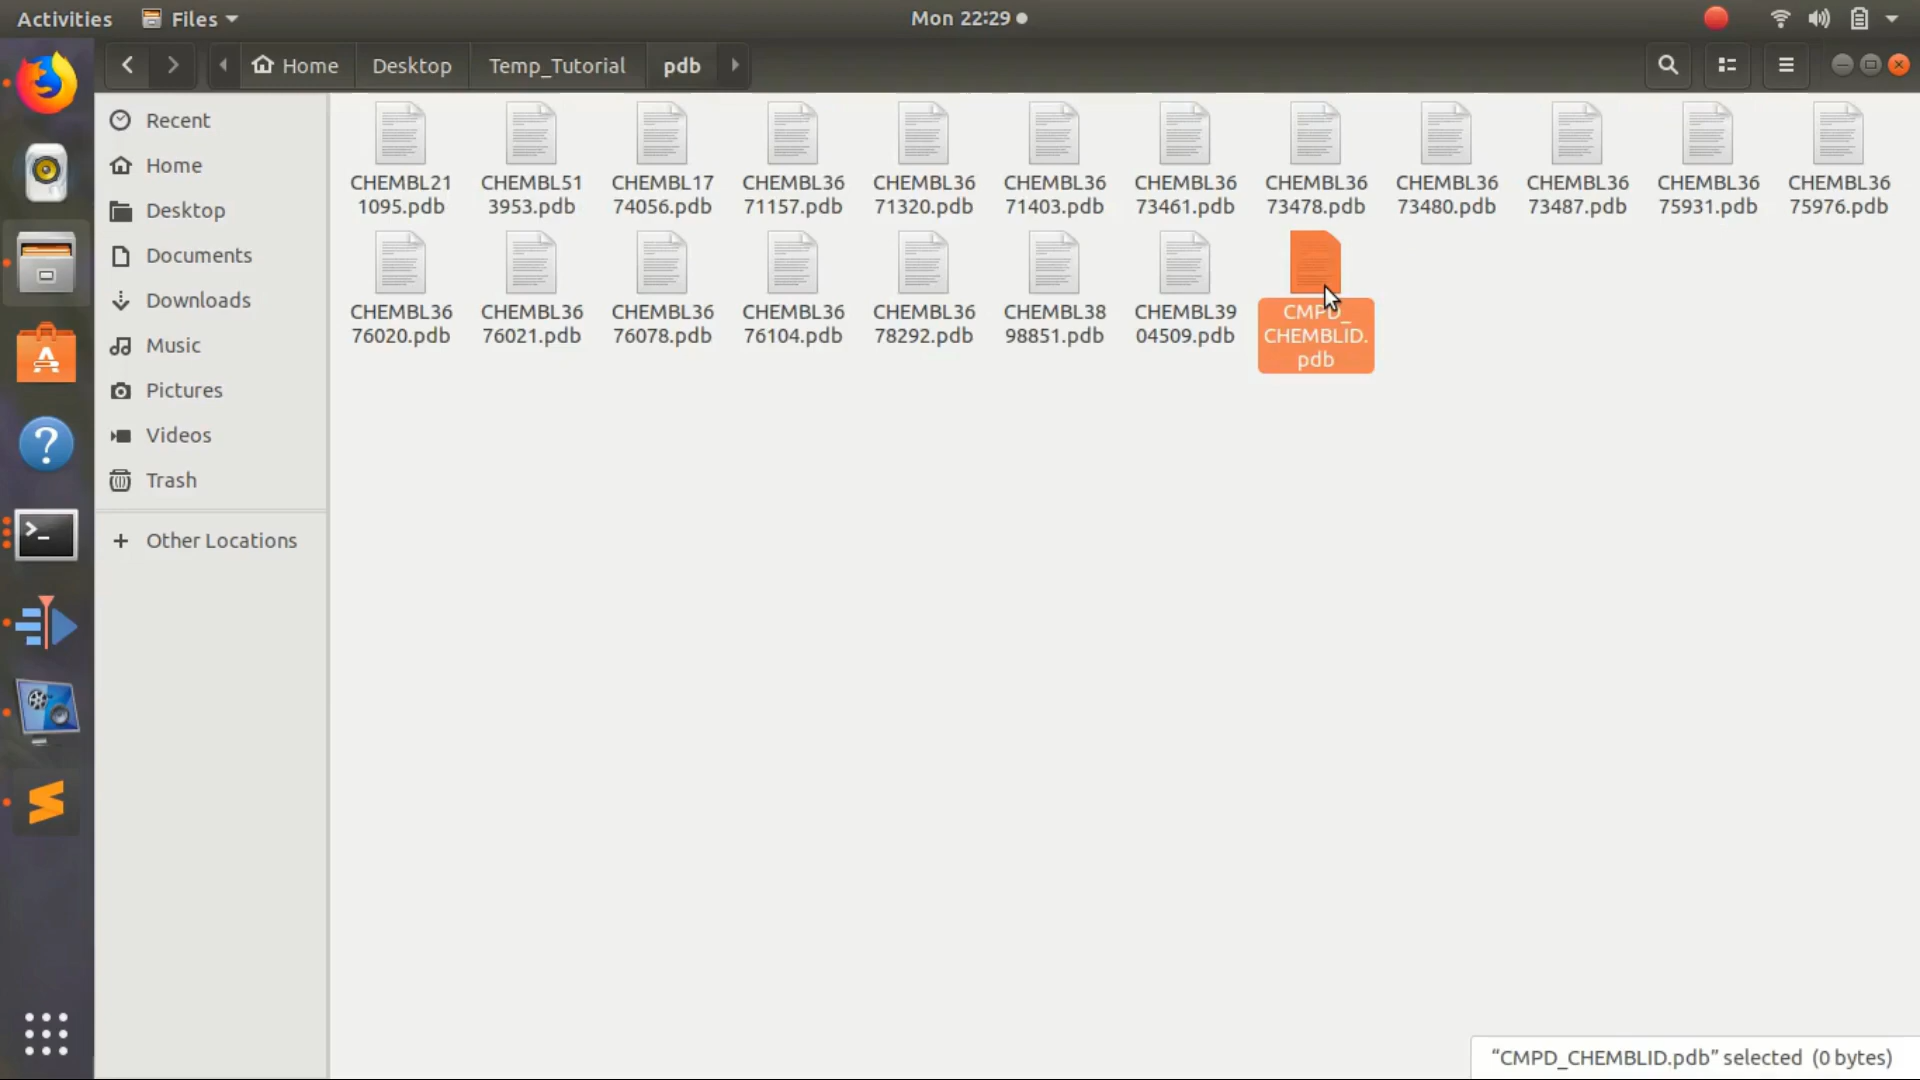 Activities Files Mon 22:29
Home Desktop Temp_Tutorial pdb
Recent
Home
Desktop
Documents
Downloads
Music
Pictures
Videos
Trash
+ Other Locations
CHEMBL21 CHEMBL51 CHEMBL17 CHEMBL36 CHEMBL36 CHEMBL36 CHEMBL36 CHEMBL36 CHEMBL36 CHEMBL36 CHEMBL36 CHEMBL36
1095.pdb 3953.pdb 74056.pdb 71157.pdb 71320.pdb 71403.pdb 73461.pdb 73478.pdb 73480.pdb 73487.pdb 75931.pdb 75976.pdb
CHEMBL36 CHEMBL36 CHEMBL36 CHEMBL36 CHEMBL36 CHEMBL38 CHEMBL39 CMPD_
76020.pdb 76021.pdb 76078.pdb 76104.pdb 78292.pdb 98851.pdb 04509.pdb CHEMBLID.
pdb
“CMPD_CHEMBLID.pdb” selected (0 bytes)